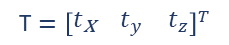 T = [t_X t_y t_z]^T